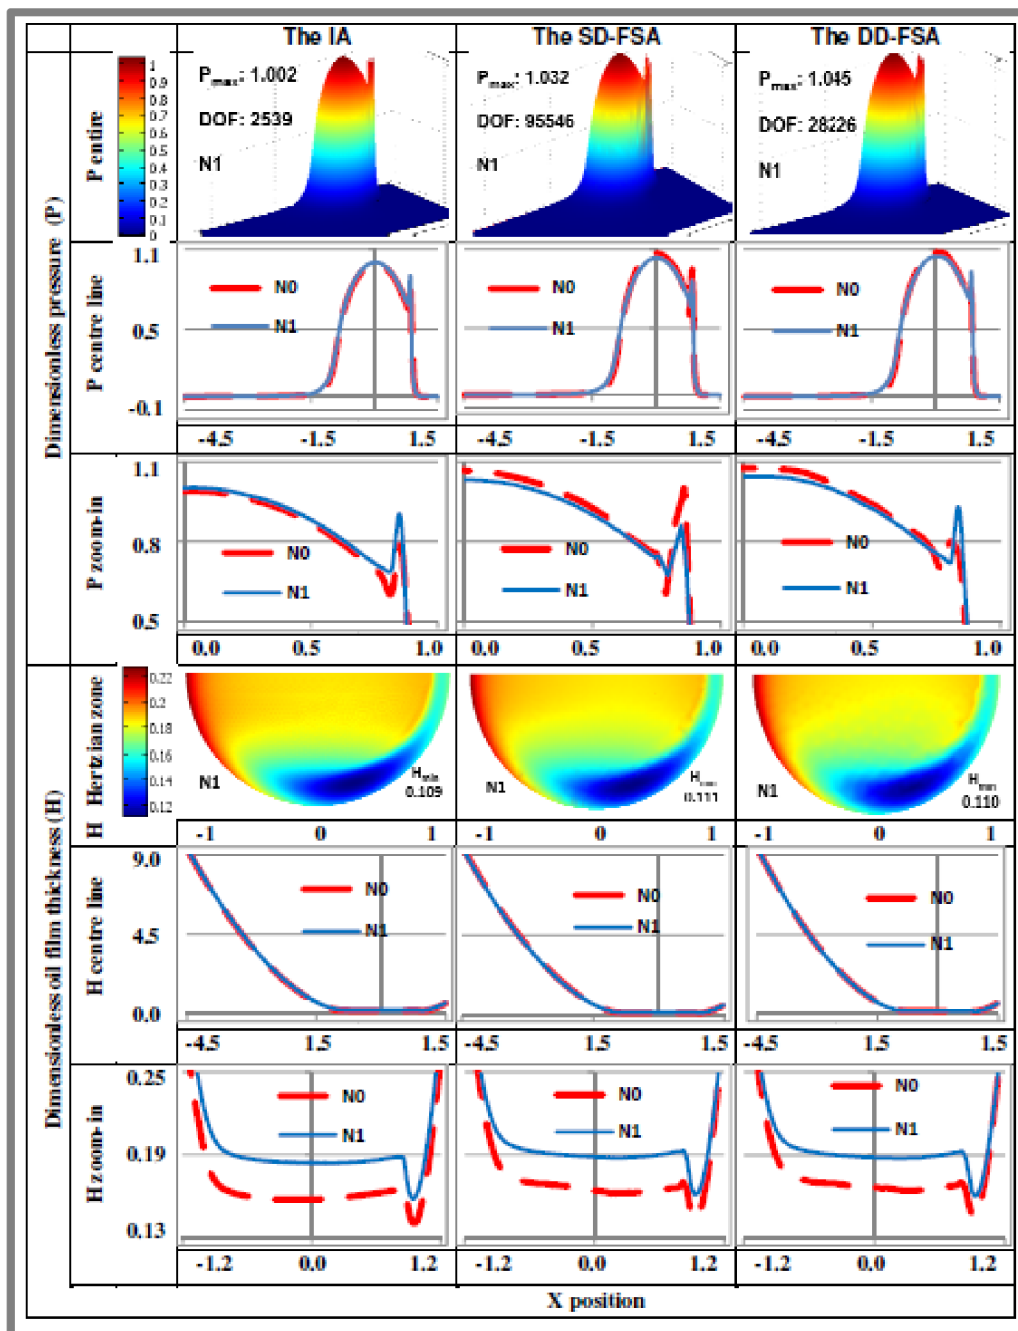 The IA The SD-FSA The DD-FSA
Dimensionless pressure (P)
P entire
1
0.9
0.8
0.7
0.6
0.5
0.4
0.3
0.2
0.1
0
Pmax: 1.002
DOF: 2539
N1
Pmax: 1.032
DOF: 95546
N1
Pmax: 1.045
DOF: 28226
N1
P centre line
1.1
0.5
-0.1
N0
N1
N0
N1
N0
N1
-4.5 -1.5 1.5 -4.5 -1.5 1.5 -4.5 -1.5 1.5
P zoom-in
1.1
0.8
0.5
N0
N1
N0
N1
N0
N1
0.0 0.5 1.0 0.0 0.5 1.0 0.0 0.5 1.0
Dimensionless oil film thickness (H)
H Hertzian zone
0.22
0.2
0.18
0.16
0.14
0.12
N1
Hmin
0.109
N1
Hmin
0.111
N1
Hmin
0.110
-1 0 1 -1 0 1 -1 0 1
H centre line
9.0
4.5
0.0
N0
N1
N0
N1
N0
N1
-4.5 1.5 1.5 -4.5 1.5 1.5 -4.5 1.5 1.5
H zoom-in
0.25
0.19
0.13
N0
N1
N0
N1
N0
N1
-1.2 0.0 1.2 -1.2 0.0 1.2 -1.2 0.0 1.2
X position